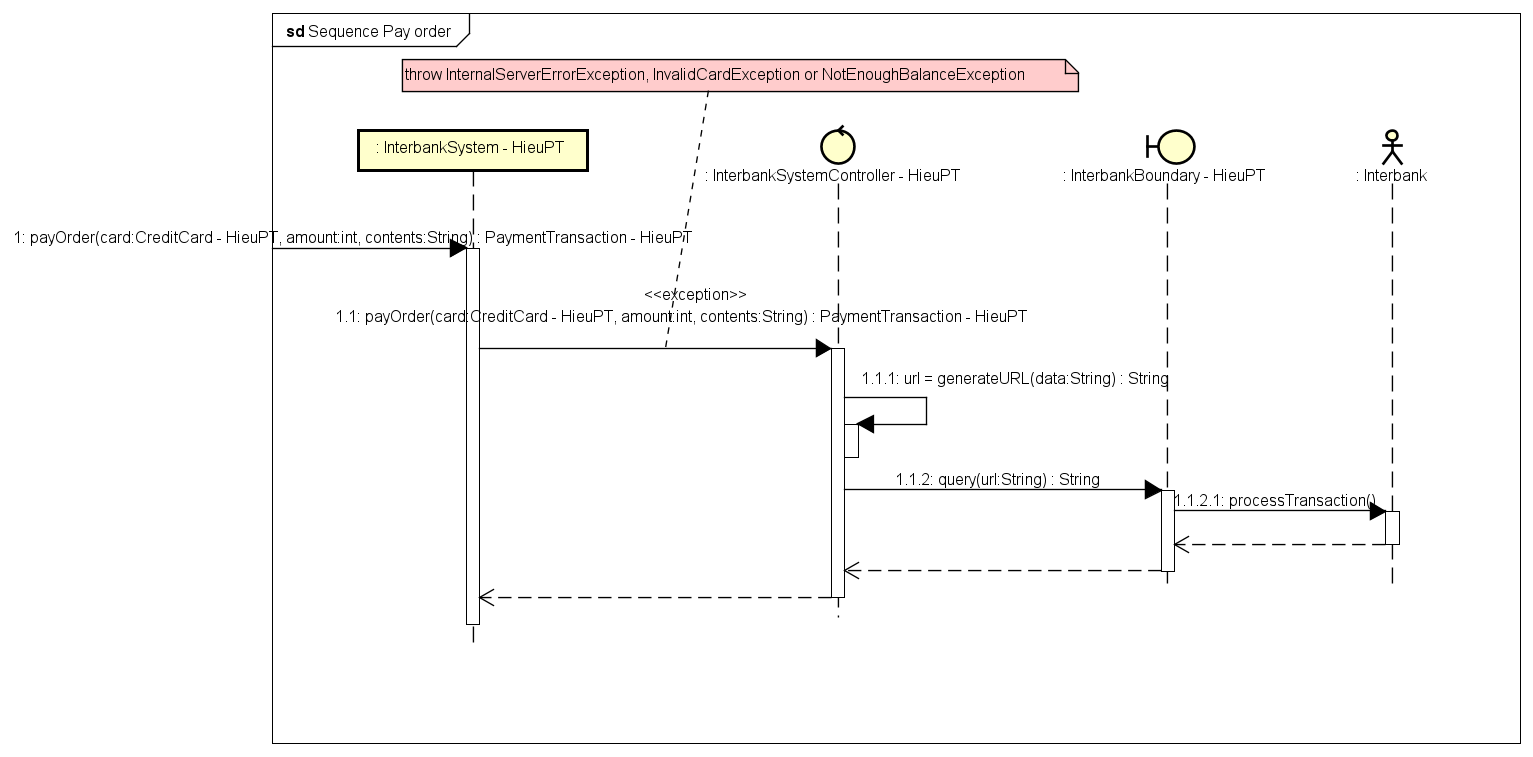 sd Sequence Pay order
throw InternalServerErrorException, InvalidCardException or NotEnoughBalanceException
: InterbankSystem - HieuPT
: InterbankSystemController - HieuPT
: InterbankBoundary - HieuPT
: Interbank
1: payOrder(card:CreditCard - HieuPT, amount:int, contents:String) : PaymentTransaction - HieuPT
<<exception>>
1.1: payOrder(card:CreditCard - HieuPT, amount:int, contents:String) : PaymentTransaction - HieuPT
1.1.1: url = generateURL(data:String) : String
1.1.2: query(url:String) : String
1.1.2.1: processTransaction()